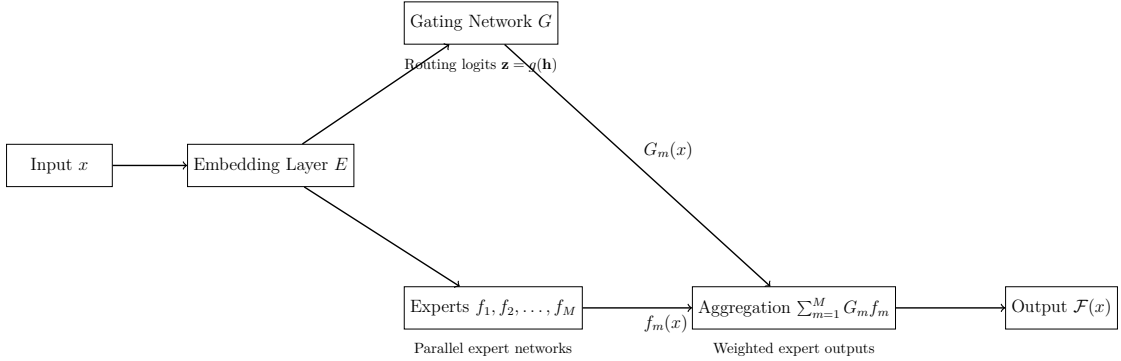 Gating Network G
Routing logits z = g(h)
G_m(x)
Input x
Embedding Layer E
Experts f_1, f_2, . . . , f_M
f_m(x)
Aggregation ∑_{m=1}^{M} G_m f_m
Output ℱ(x)
Parallel expert networks
Weighted expert outputs